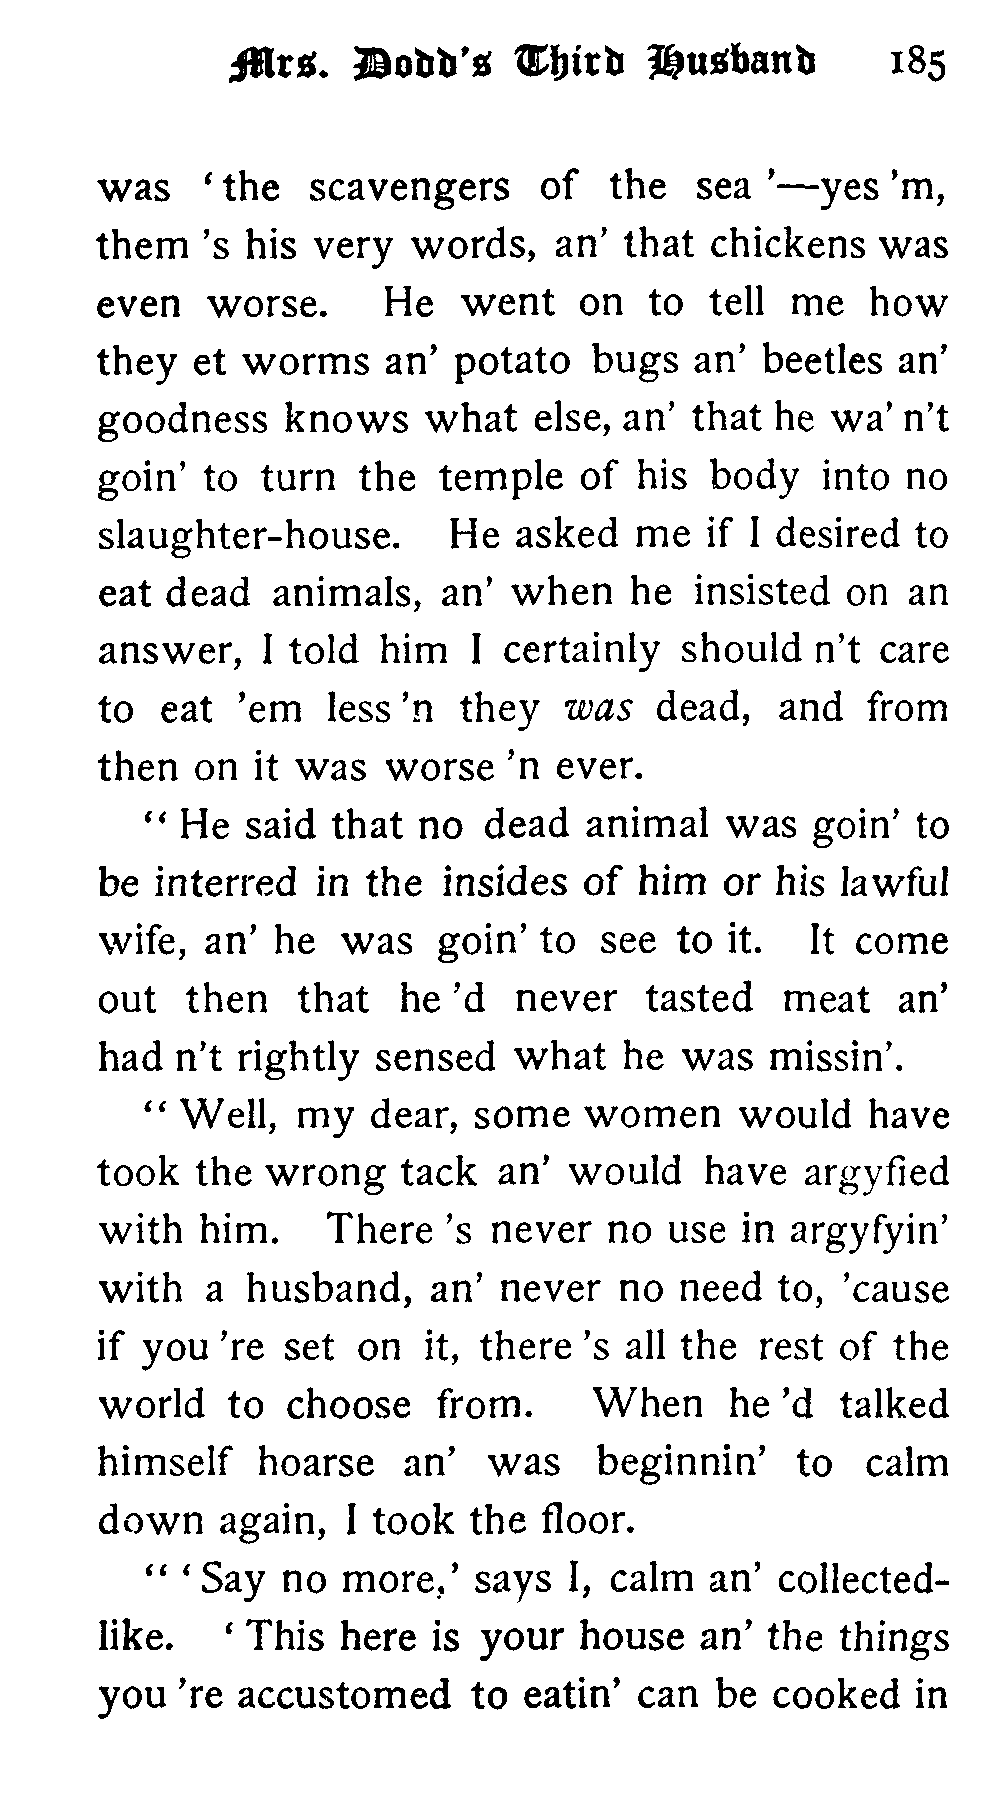 Mrs. Dodd's Third Husband 185
was ‘ the scavengers of the sea ’—yes ’m,
them ’s his very words, an’ that chickens was
even worse. He went on to tell me how
they et worms an’ potato bugs an’ beetles an’
goodness knows what else, an’ that he wa’ n’t
goin’ to turn the temple of his body into no
slaughter-house. He asked me if I desired to
eat dead animals, an’ when he insisted on an
answer, I told him I certainly should n’t care
to eat ’em less ’n they was dead, and from
then on it was worse ’n ever.
“ He said that no dead animal was goin’ to
be interred in the insides of him or his lawful
wife, an’ he was goin’ to see to it. It come
out then that he ’d never tasted meat an’
had n’t rightly sensed what he was missin’.
“ Well, my dear, some women would have
took the wrong tack an’ would have argyfied
with him. There ’s never no use in argyfyin’
with a husband, an’ never no need to, ’cause
if you ’re set on it, there ’s all the rest of the
world to choose from. When he ’d talked
himself hoarse an’ was beginnin’ to calm
down again, I took the floor.
“ ‘ Say no more,’ says I, calm an’ collected-
like. ‘ This here is your house an’ the things
you ’re accustomed to eatin’ can be cooked in